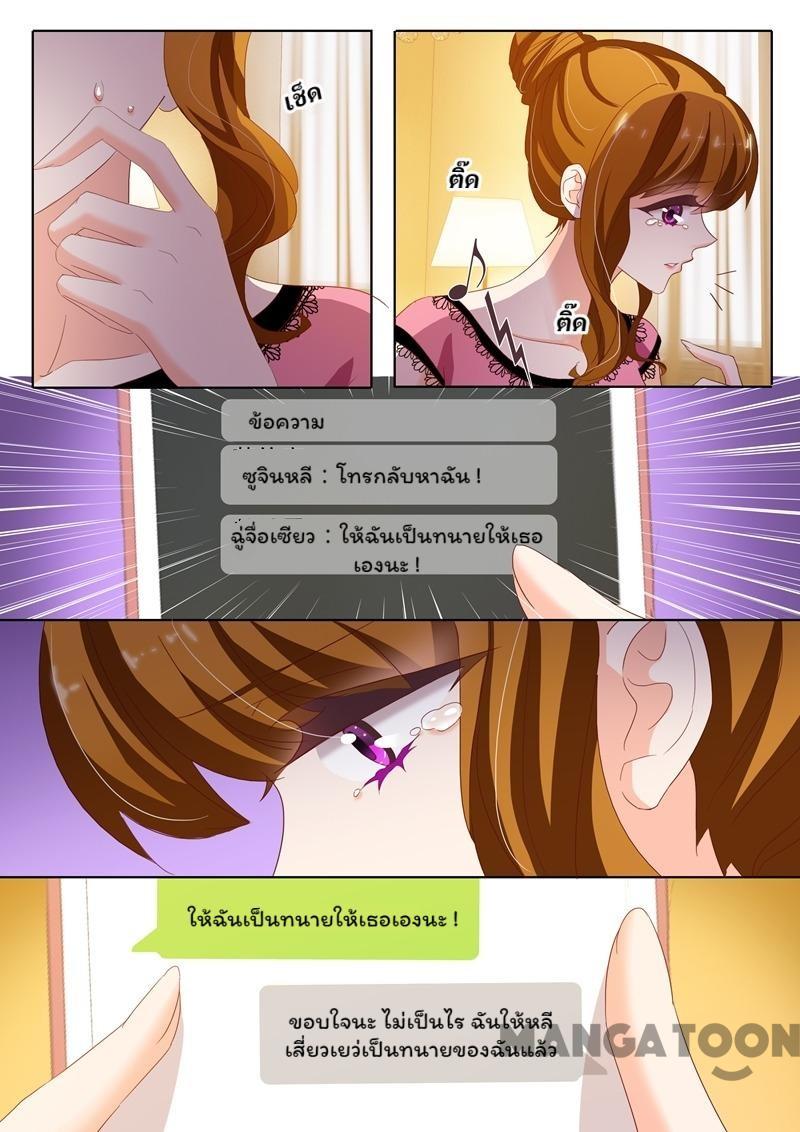 เช็ด
ติ๊ด
ติ๊ด
ข้อความ
ซูจินหลี : โทรกลับหาฉัน !
ฉู่จื่อเซียว : ให้ฉันเป็นทนายให้เธอ
เองนะ !
ให้ฉันเป็นทนายให้เธอเองนะ !
ขอบใจนะ ไม่เป็นไร ฉันให้หลี
เสี่ยวเยว่เป็นทนายของฉันแล้ว
MANGATOON